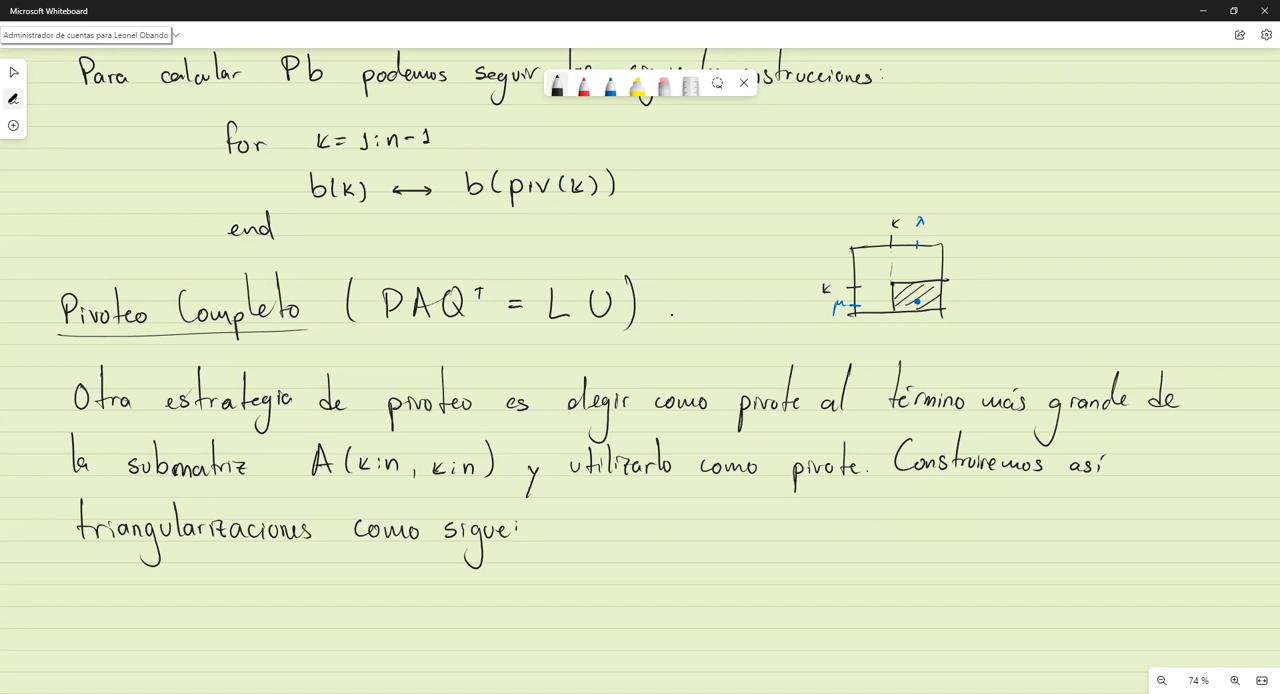 Microsoft Whiteboard
Administrador de cuentas para Leonel Obando
Para calcular Pb podemos seguir instrucciones:
for k=1:n-1
b(k) ↔ b(piv(k))
end
k λ
k
μ
Pivoteo Completo ( PAQᵀ = L U ) .
Otra estrategia de pivoteo es elegir como pivote al término más grande de
la submatriz A(k:n, k:n) y utilizarlo como pivote. Construiremos así
triangularizaciones como sigue:
74 %